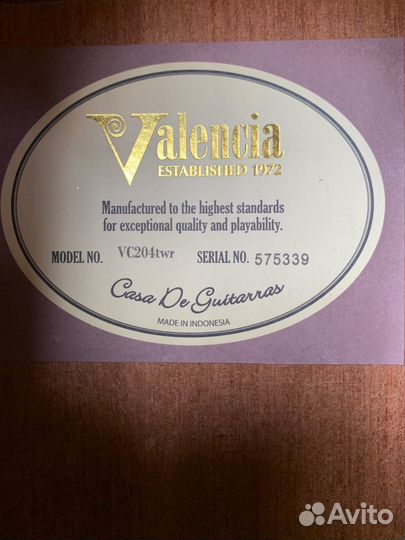 Valencia
ESTABLISHED 1972
Manufactured to the highest standards
for exceptional quality and playability.
MODEL NO. VC204twr SERIAL NO. 575339
Casa De Guitarras
MADE IN INDONESIA
Avito